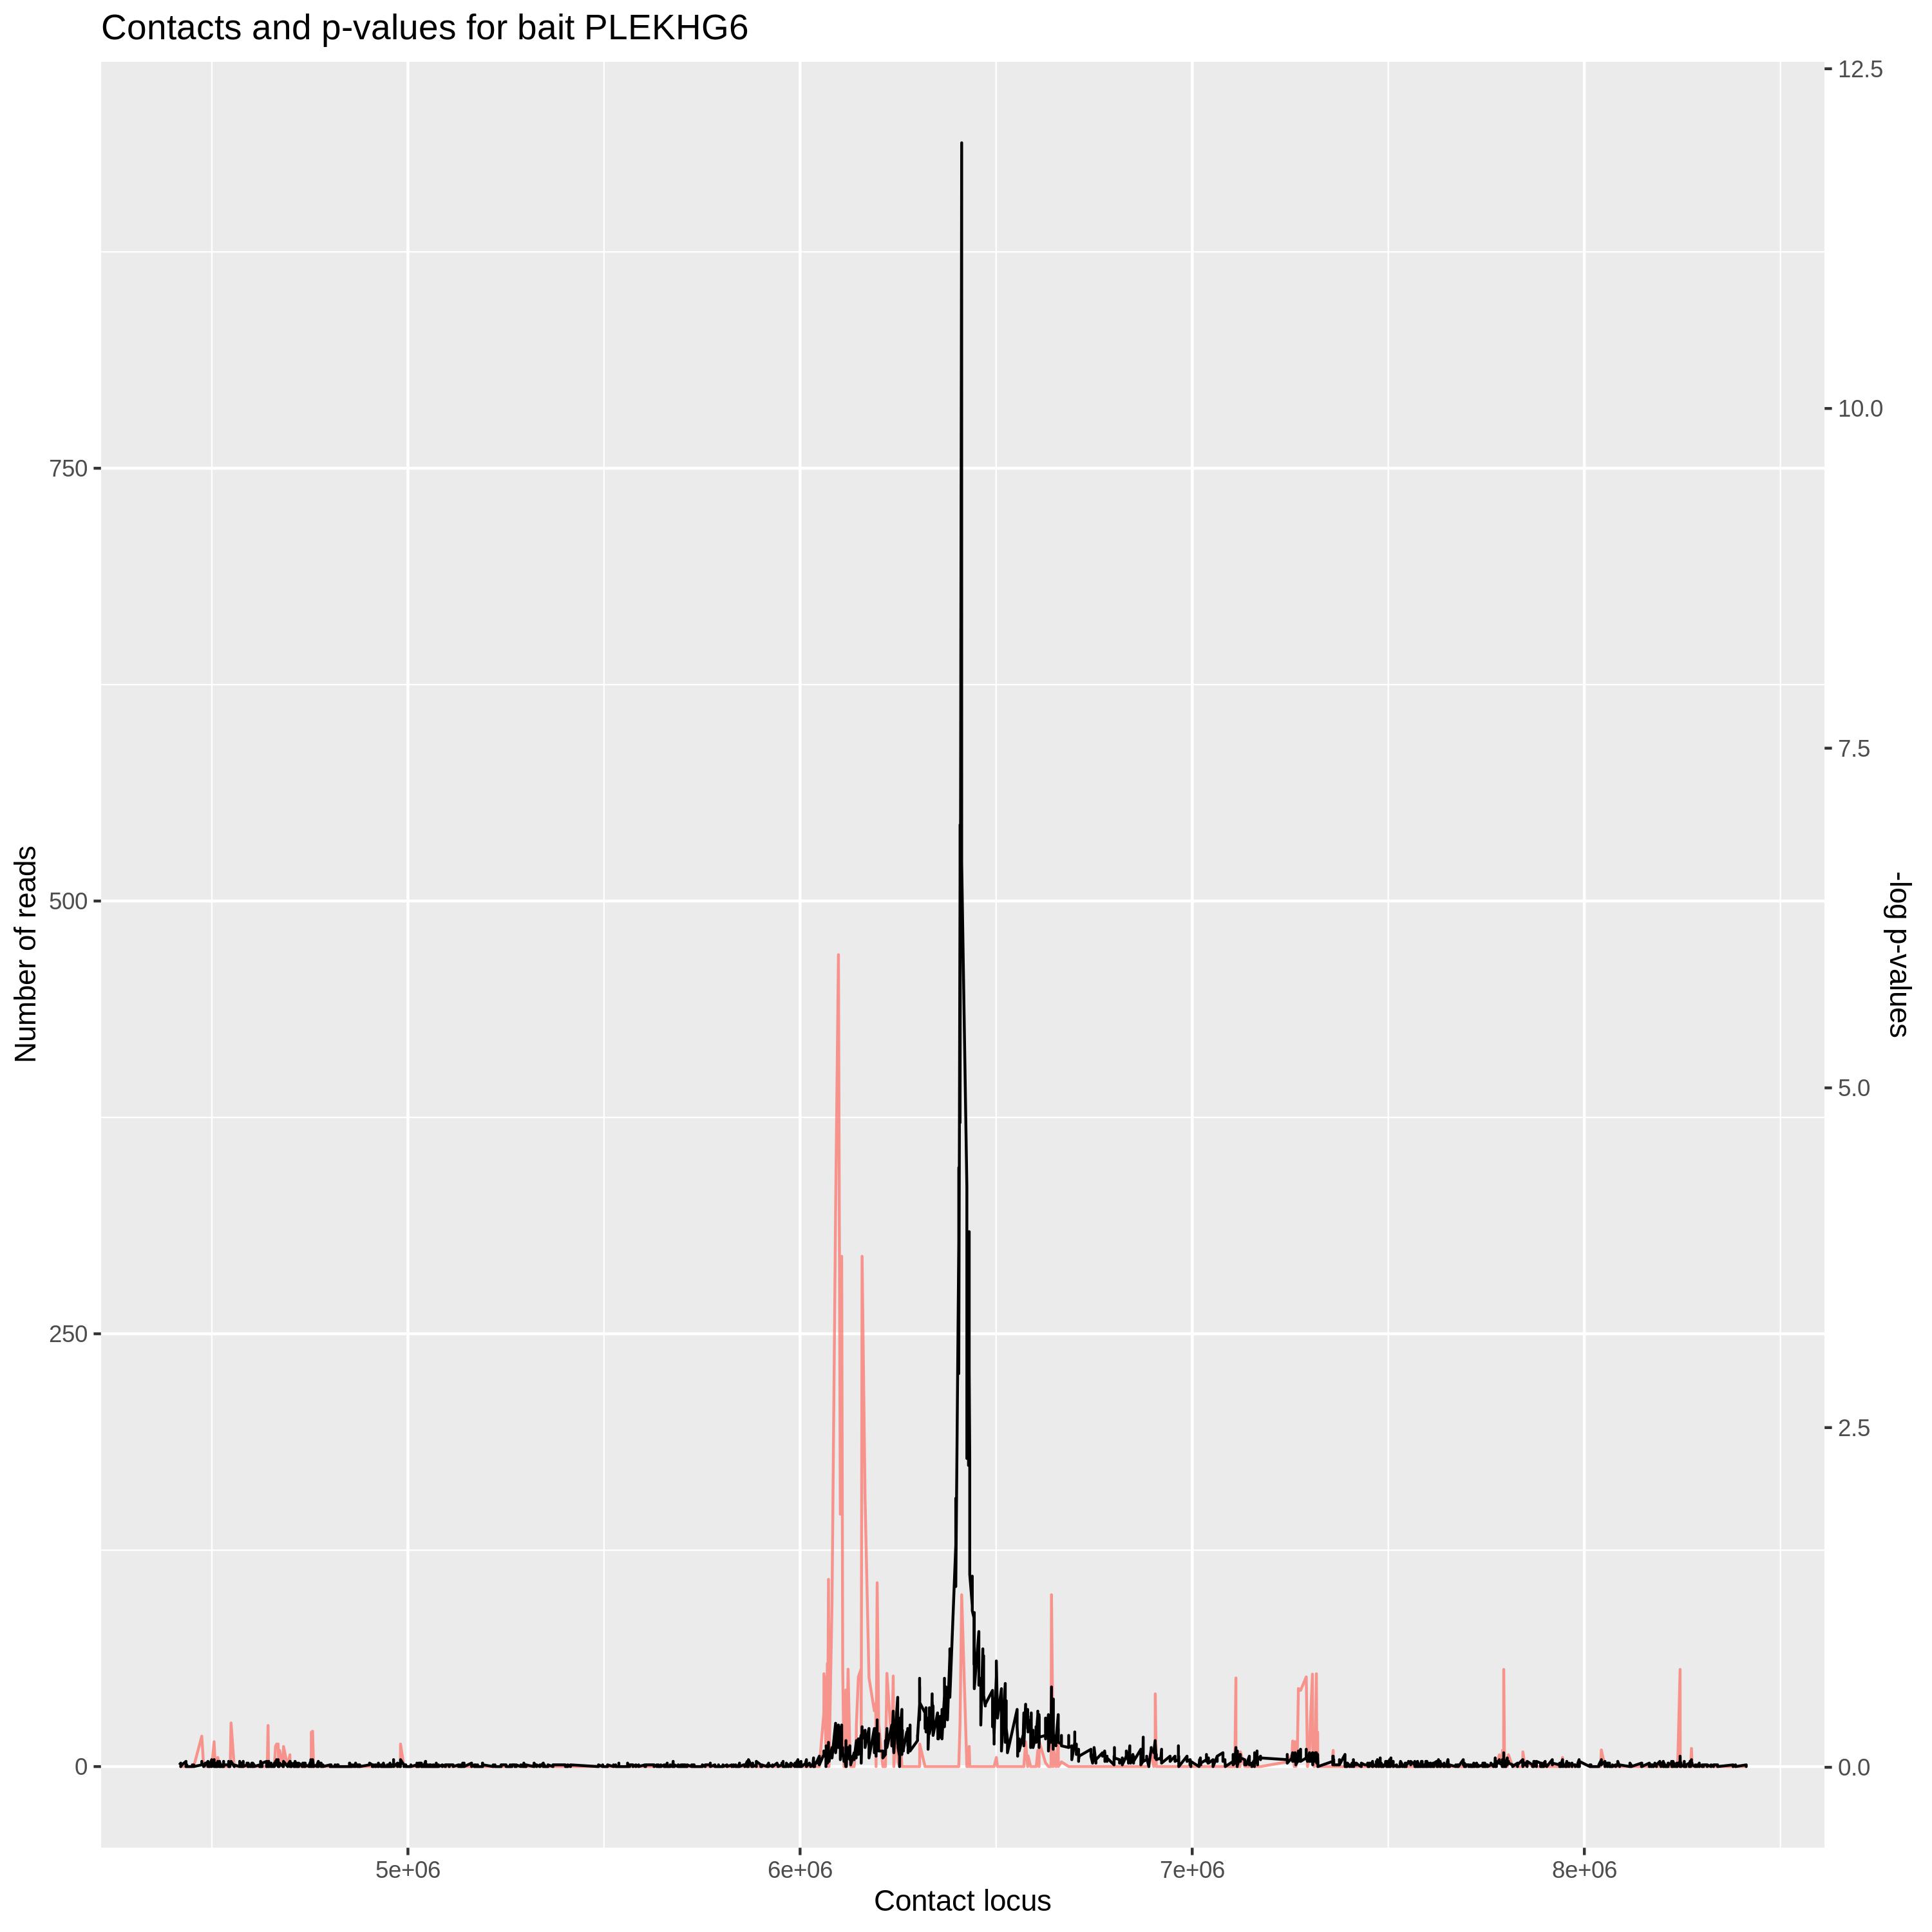 Contacts and p-values for bait PLEKHG6
12.5
10.0
750
7.5
500
Number of reads
-log p-values
5.0
250
2.5
0
0.0
5e+06
6e+06
7e+06
8e+06
Contact locus